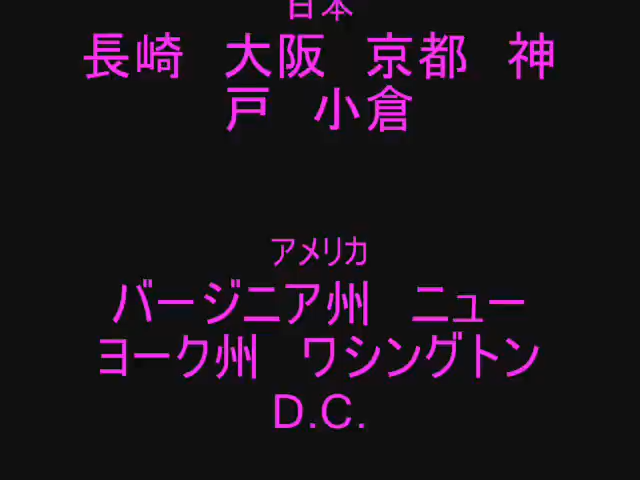 日本
長崎　大阪　京都　神
戸　小倉
アメリカ
バージニア州　ニュー
ヨーク州　ワシングトン
D.C.